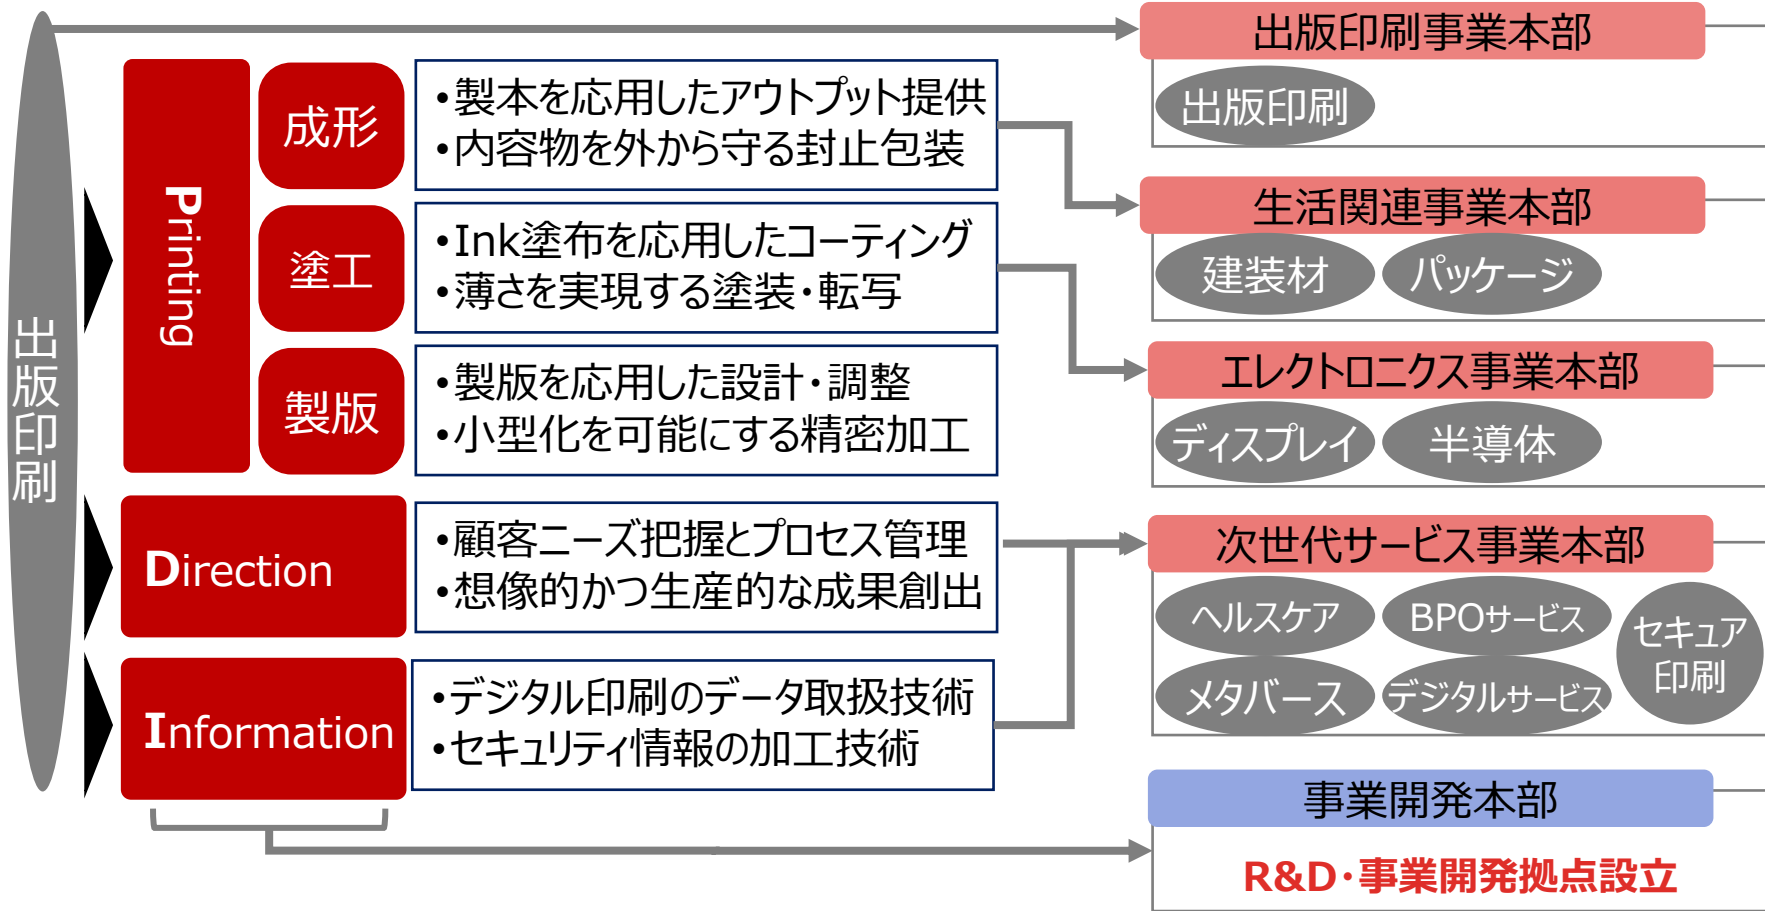 出版印刷
Printing
成形
・製本を応用したアウトプット提供
・内容物を外から守る封止包装
塗工
・Ink塗布を応用したコーティング
・薄さを実現する塗装・転写
製版
・製版を応用した設計・調整
・小型化を可能にする精密加工
Direction
・顧客ニーズ把握とプロセス管理
・想像的かつ生産的な成果創出
Information
・デジタル印刷のデータ取扱技術
・セキュリティ情報の加工技術
出版印刷事業本部
出版印刷
生活関連事業本部
建装材 パッケージ
エレクトロニクス事業本部
ディスプレイ 半導体
次世代サービス事業本部
ヘルスケア BPOサービス
メタバース デジタルサービス
セキュア
印刷
事業開発本部
R&D・事業開発拠点設立